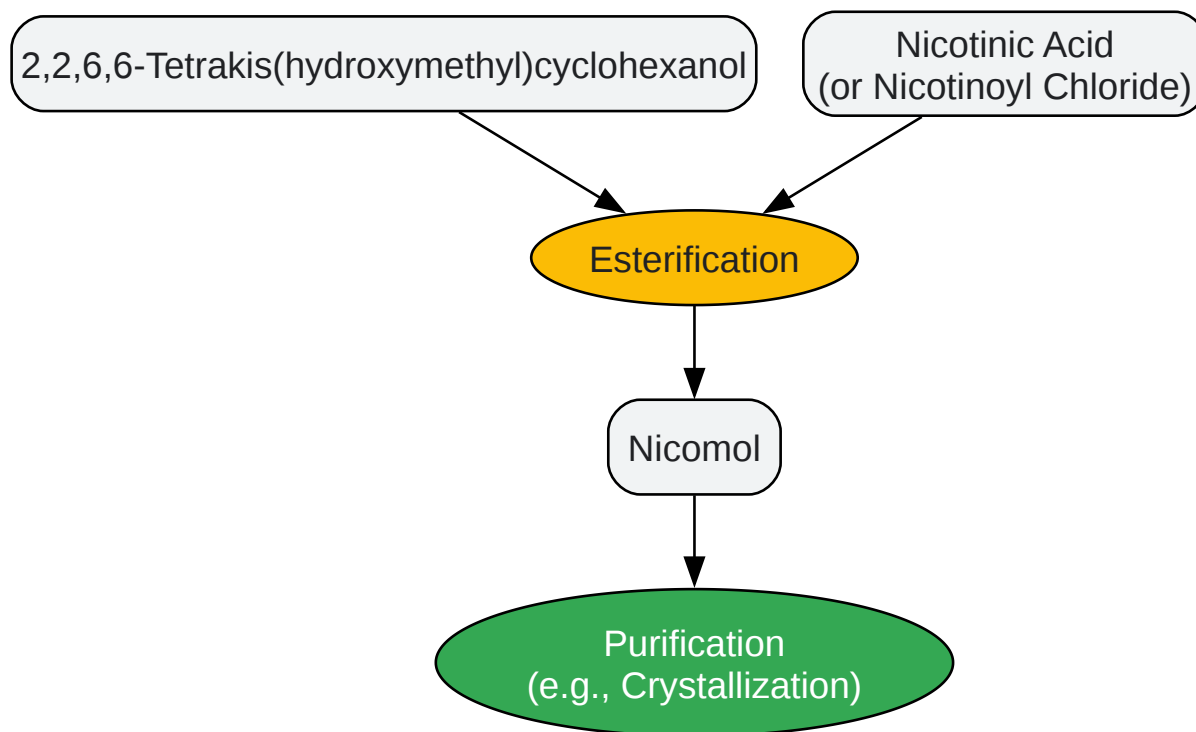 2,2,6,6-Tetrakis(hydroxymethyl)cyclohexanol
Nicotinic Acid
(or Nicotinoyl Chloride)
Esterification
Nicomol
Purification
(e.g., Crystallization)